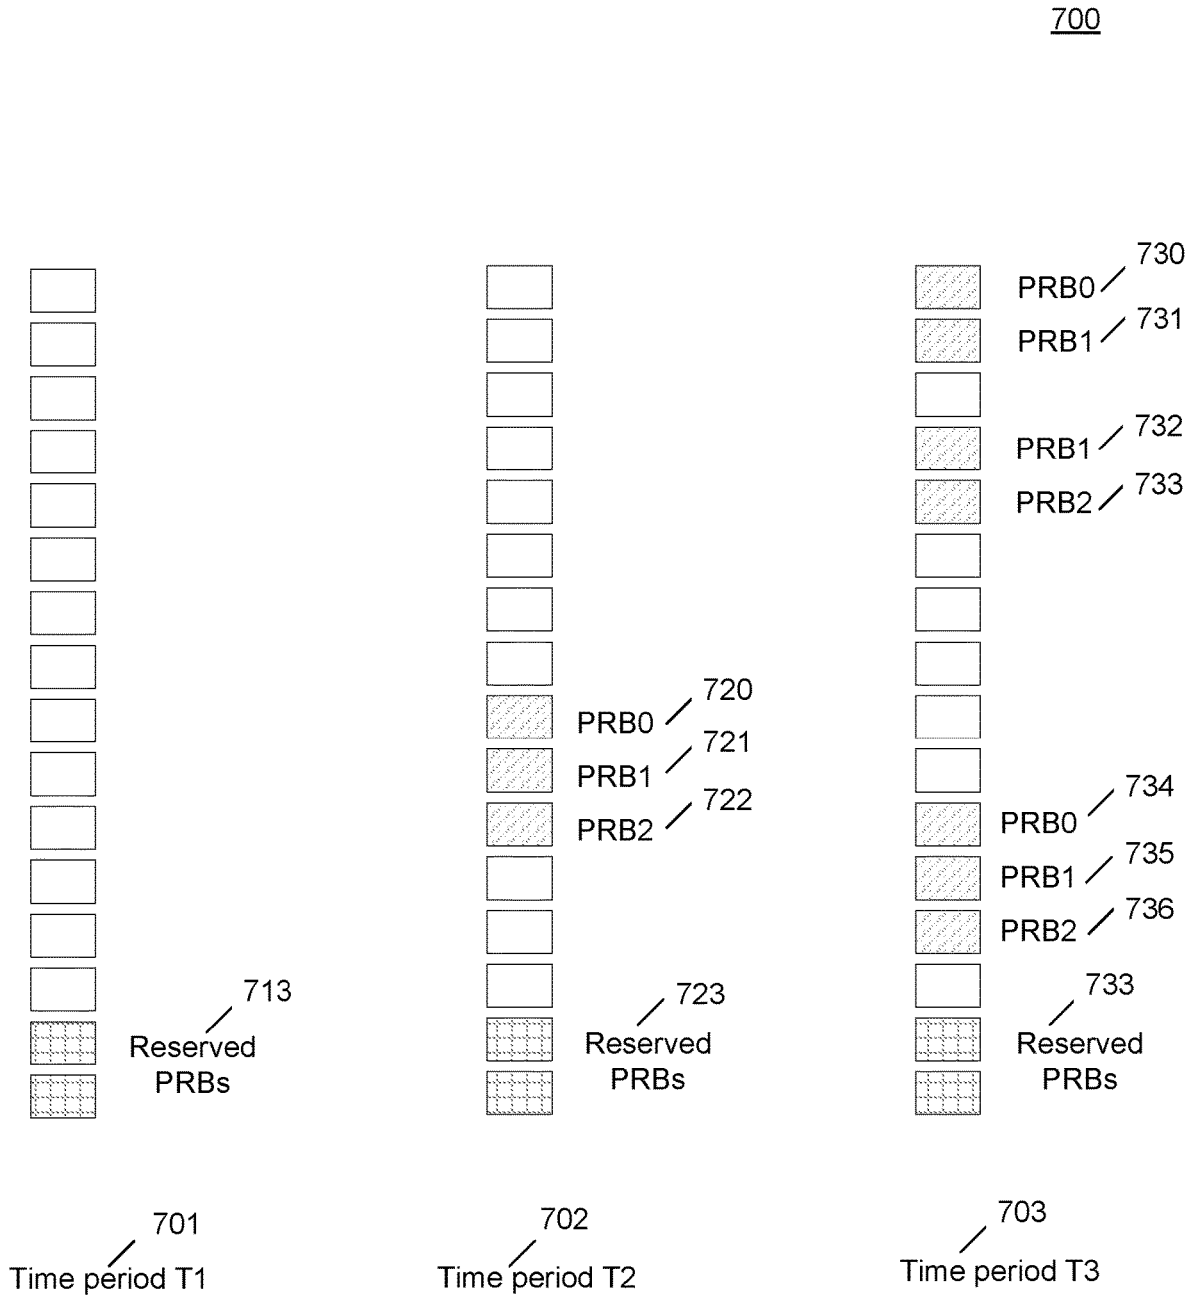 700
730
PRB0
731
PRB1
732
PRB1
733
PRB2
720
PRB0
721
PRB1
722
PRB2
734
PRB0
735
PRB1
736
PRB2
713
Reserved
PRBs
723
Reserved
PRBs
733
Reserved
PRBs
701
Time period T1
702
Time period T2
703
Time period T3